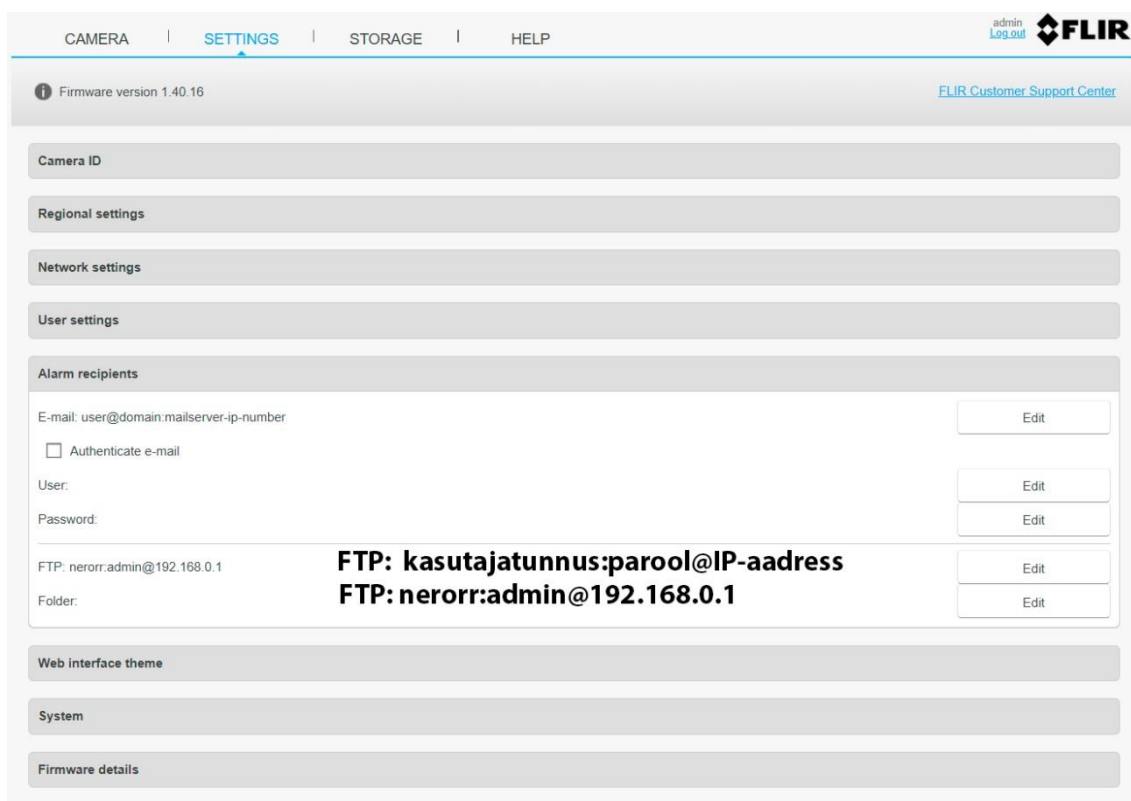 CAMERA | SETTINGS | STORAGE | HELP
admin
Log out
FLIR
Firmware version 1.40.16
FLIR Customer Support Center
Camera ID
Regional settings
Network settings
User settings
Alarm recipients
E-mail: user@domain:mailserver-ip-number
Edit
Authenticate e-mail
User:
Edit
Password:
Edit
FTP: nerorr:admin@192.168.0.1
FTP: kasutajatunnus:parool@IP-aadress
Edit
Folder:
FTP: nerorr:admin@192.168.0.1
Edit
Web interface theme
System
Firmware details